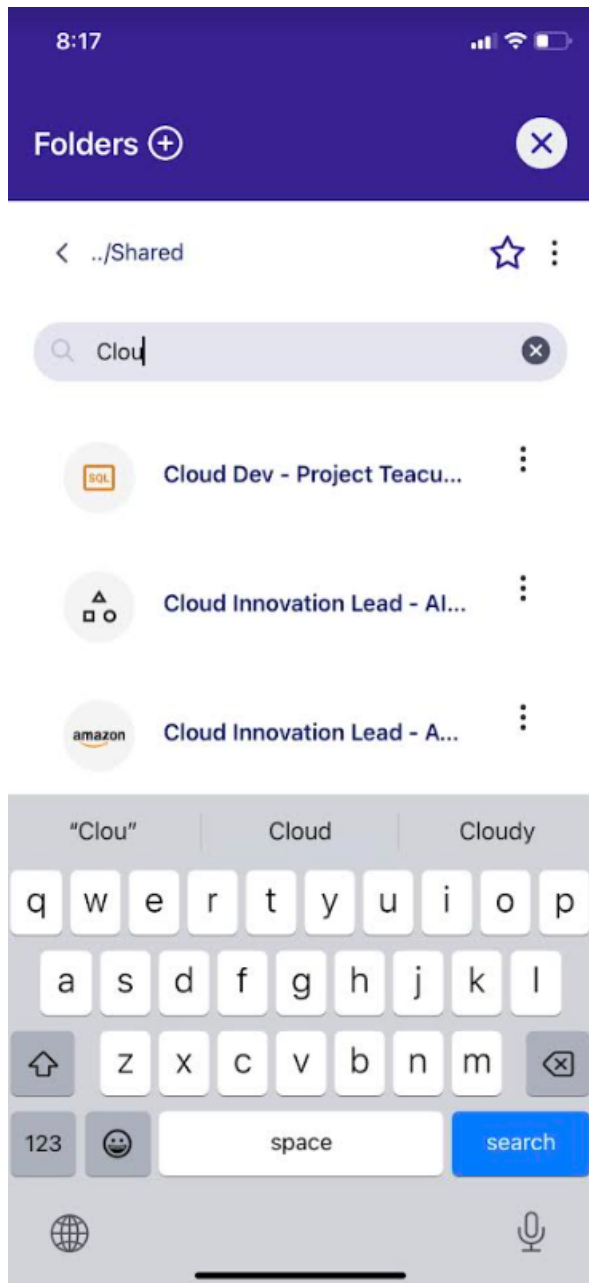 8:17
Folders
../Shared
Clou
SQL
Cloud Dev - Project Teacu...
Cloud Innovation Lead - AI...
amazon
Cloud Innovation Lead - A...
"Clou" Cloud Cloudy
q w e r t y u i o p
a s d f g h j k l
z x c v b n m
123 space search